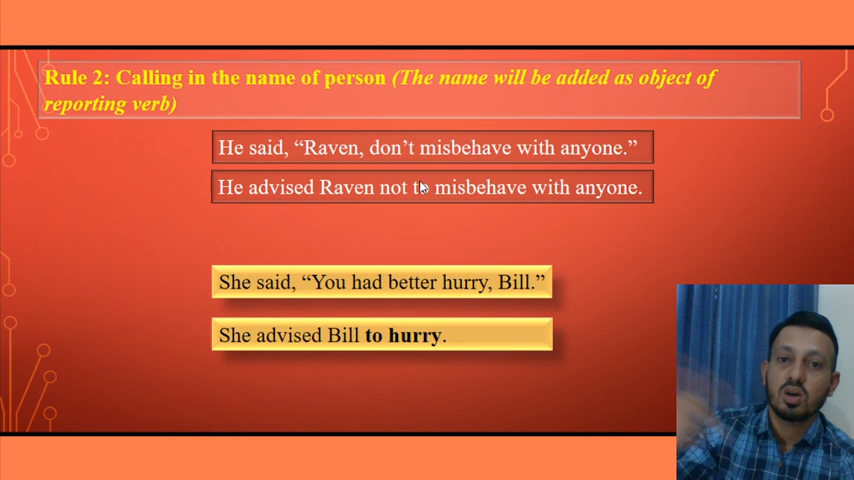 Rule 2: Calling in the name of person (The name will be added as object of
reporting verb)
He said, “Raven, don’t misbehave with anyone.”
He advised Raven not to misbehave with anyone.
She said, “You had better hurry, Bill.”
She advised Bill to hurry.